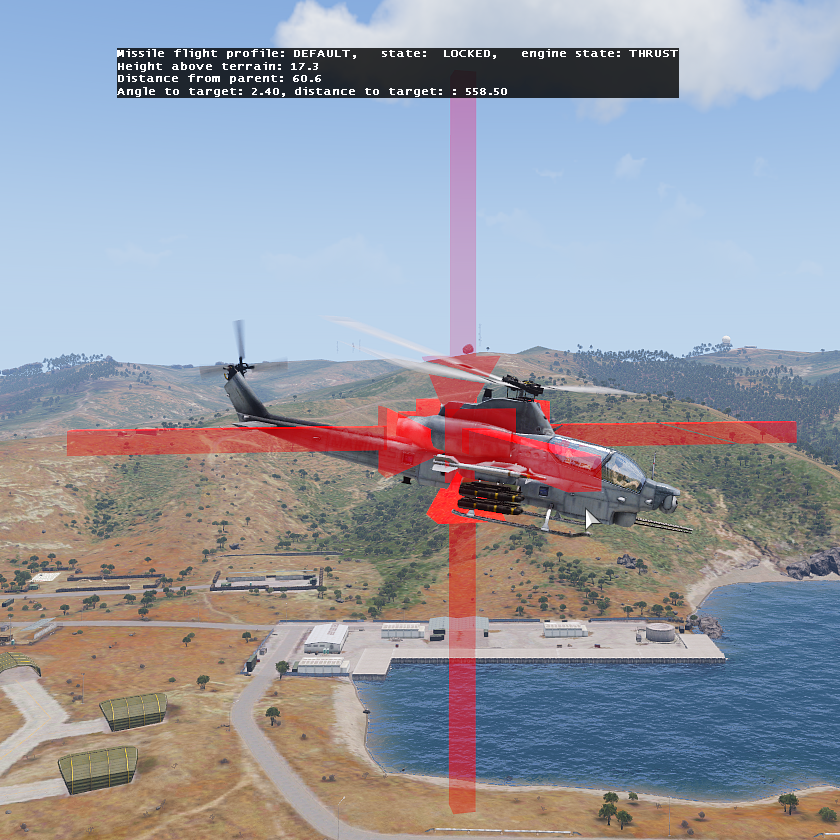 Missile flight profile: DEFAULT,   state:  LOCKED,   engine state: THRUST
Height above terrain: 17.3
Distance from parent: 60.6
Angle to target: 2.40, distance to target: : 558.50